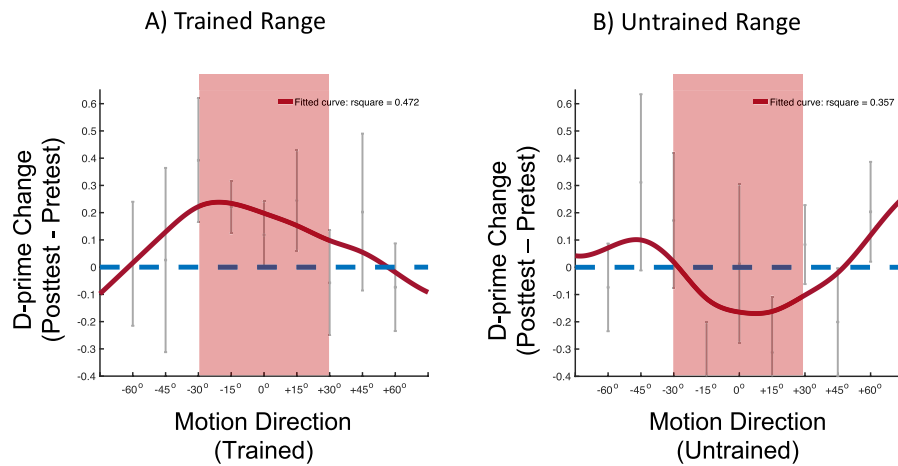 A) Trained Range
B) Untrained Range
D-prime Change
(Posttest - Pretest)
0.6
0.5
0.4
0.3
0.2
0.1
0
-0.1
-0.2
-0.3
-0.4
Fitted curve: rsquare = 0.472
-60° -45° -30° -15° 0° +15° +30° +45° +60°
Motion Direction
(Trained)
D-prime Change
(Posttest – Pretest)
0.6
0.5
0.4
0.3
0.2
0.1
0
-0.1
-0.2
-0.3
-0.4
Fitted curve: rsquare = 0.357
-60° -45° -30° -15° 0° +15° +30° +45° +60°
Motion Direction
(Untrained)